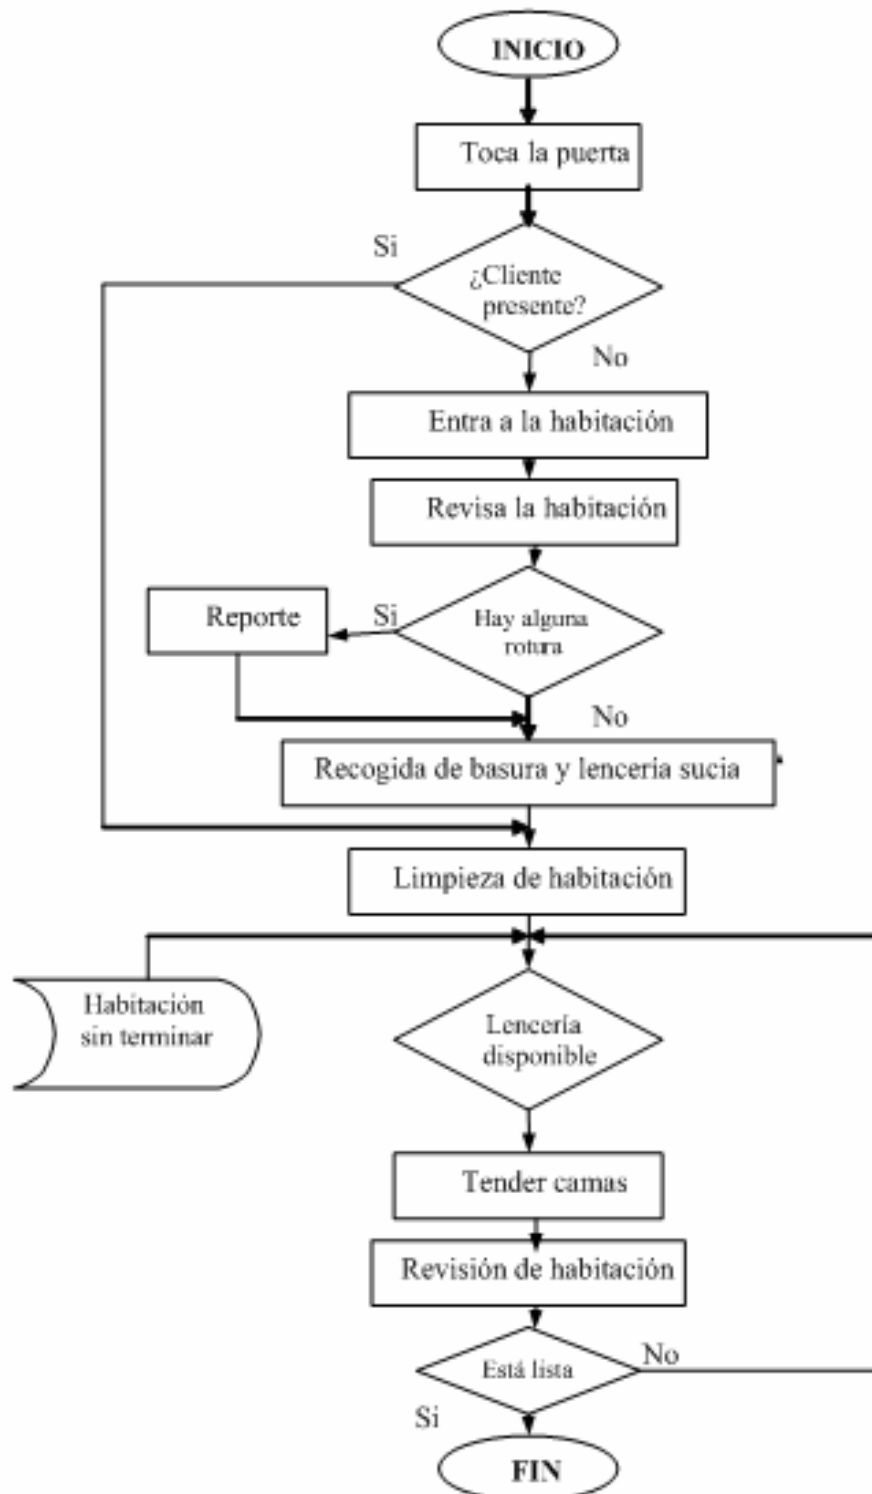 INICIO
Toca la puerta
Si
¿Cliente
presente?
No
Entra a la habitación
Revisa la habitación
Reporte
Si
Hay alguna
rotura
No
Recogida de basura y lencería sucia
Limpieza de habitación
Habitación
sin terminar
Lencería
disponible
Tender camas
Revisión de habitación
Está lista
No
Si
FIN